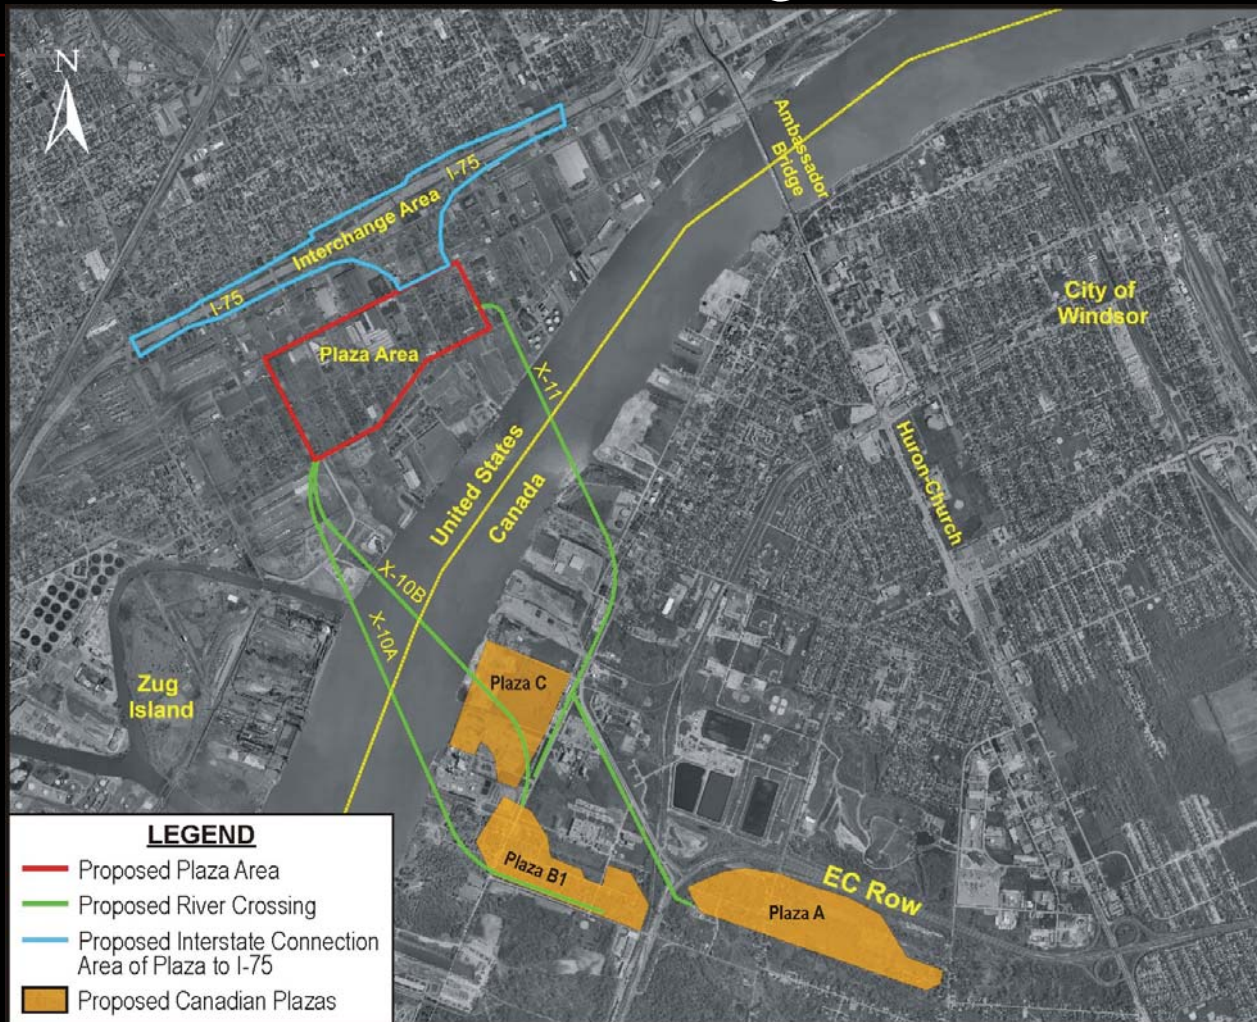 N
Ambassador
Bridge
I-75
Interchange Area
I-75
City of
Windsor
Plaza Area
X-11
Huron-Church
United States
Canada
X-10B
X-10A
Zug
Island
Plaza C
Plaza B1
Plaza A
EC Row
LEGEND
Proposed Plaza Area
Proposed River Crossing
Proposed Interstate Connection
Area of Plaza to I-75
Proposed Canadian Plazas